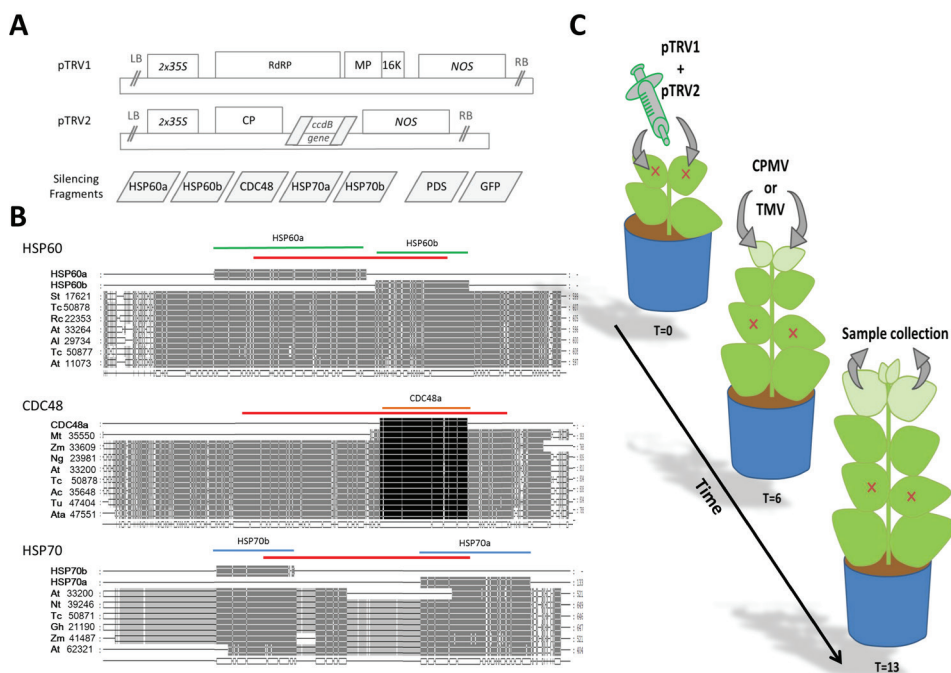 A
pTRV1
LB
2x35S
RdRP
MP
16K
NOS
RB
pTRV2
LB
2x35S
CP
ccdB
gene
NOS
RB
Silencing
Fragments
HSP60a
HSP60b
CDC48
HSP70a
HSP70b
PDS
GFP
B
HSP60
HSP60a
HSP60b
HSP60a
HSP60b
St 17621
Tc 50878
Rc 22353
At 33264
Al 29734
Tc 50877
At 11073
CDC48
CDC48a
CDC48a
Mt 35550
Zm 33609
Ng 23981
At 33200
Tc 50878
Ac 35648
Tu 47404
Ata 47551
HSP70
HSP70b
HSP70a
HSP70b
HSP70a
At 33200
Nt 39246
Tc 50871
Gh 21190
Zm 41487
At 62321
C
pTRV1
+
pTRV2
T=0
CPMV
or
TMV
T=6
Sample collection
T=13
Time